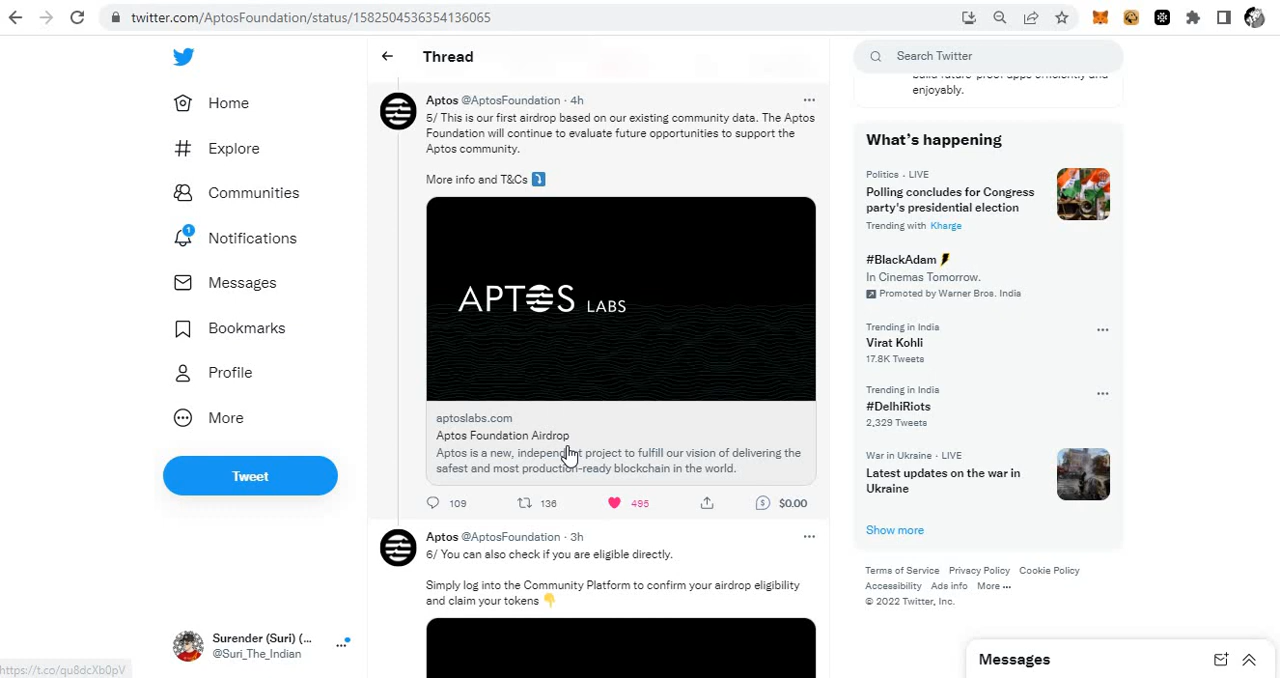 twitter.com/AptosFoundation/status/1582504536354136065
Home
Explore
Communities
1
Notifications
Messages
Bookmarks
Profile
More
Tweet
Surender (Suri) (...
@Suri_The_Indian
https://t.co/qu8dcXb0pV
Thread
Aptos @AptosFoundation · 4h
5/ This is our first airdrop based on our existing community data. The Aptos
Foundation will continue to evaluate future opportunities to support the
Aptos community.
More info and T&Cs
APTOS LABS
aptoslabs.com
Aptos Foundation Airdrop
Aptos is a new, independent project to fulfill our vision of delivering the
safest and most production-ready blockchain in the world.
109
136
495
$0.00
Aptos @AptosFoundation · 3h
6/ You can also check if you are eligible directly.
Simply log into the Community Platform to confirm your airdrop eligibility
and claim your tokens
Search Twitter
build future-proof apps efficiently and
enjoyably.
What's happening
Politics · LIVE
Polling concludes for Congress
party's presidential election
Trending with Kharge
#BlackAdam
In Cinemas Tomorrow.
Promoted by Warner Bros. India
Trending in India
Virat Kohli
17.8K Tweets
Trending in India
#DelhiRiots
2,329 Tweets
War in Ukraine · LIVE
Latest updates on the war in
Ukraine
Show more
Terms of Service Privacy Policy Cookie Policy
Accessibility Ads info More ...
© 2022 Twitter, Inc.
Messages